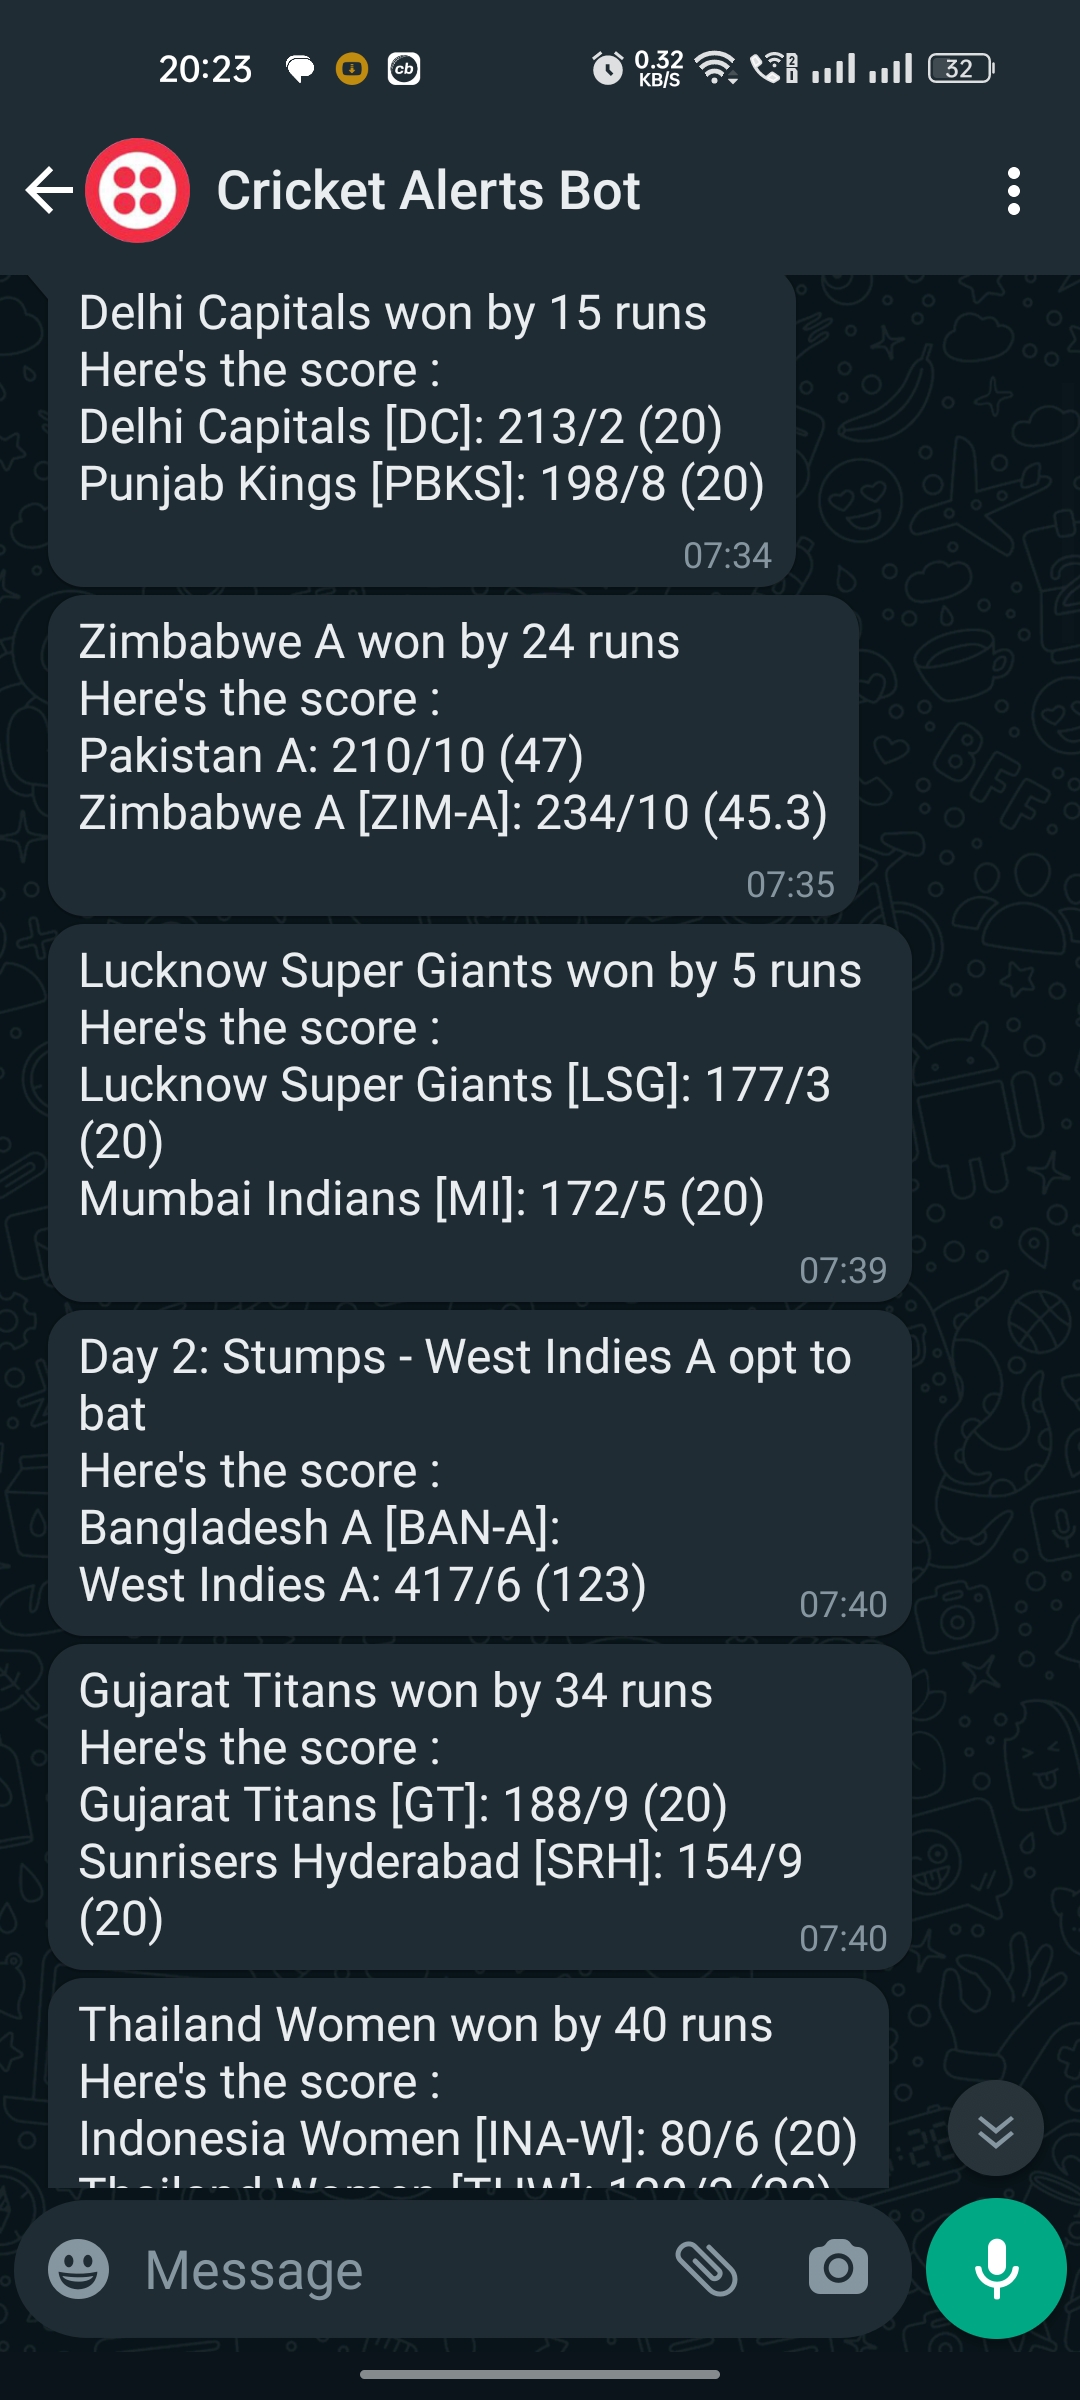 20:23
cb
0.32
KB/S
2
1
32
Cricket Alerts Bot
Delhi Capitals won by 15 runs
Here's the score :
Delhi Capitals [DC]: 213/2 (20)
Punjab Kings [PBKS]: 198/8 (20)
07:34
Zimbabwe A won by 24 runs
Here's the score :
Pakistan A: 210/10 (47)
Zimbabwe A [ZIM-A]: 234/10 (45.3)
07:35
Lucknow Super Giants won by 5 runs
Here's the score :
Lucknow Super Giants [LSG]: 177/3
(20)
Mumbai Indians [MI]: 172/5 (20)
07:39
Day 2: Stumps - West Indies A opt to
bat
Here's the score :
Bangladesh A [BAN-A]:
West Indies A: 417/6 (123)
07:40
Gujarat Titans won by 34 runs
Here's the score :
Gujarat Titans [GT]: 188/9 (20)
Sunrisers Hyderabad [SRH]: 154/9
(20)
07:40
Thailand Women won by 40 runs
Here's the score :
Indonesia Women [INA-W]: 80/6 (20)
Thailand Women
Message